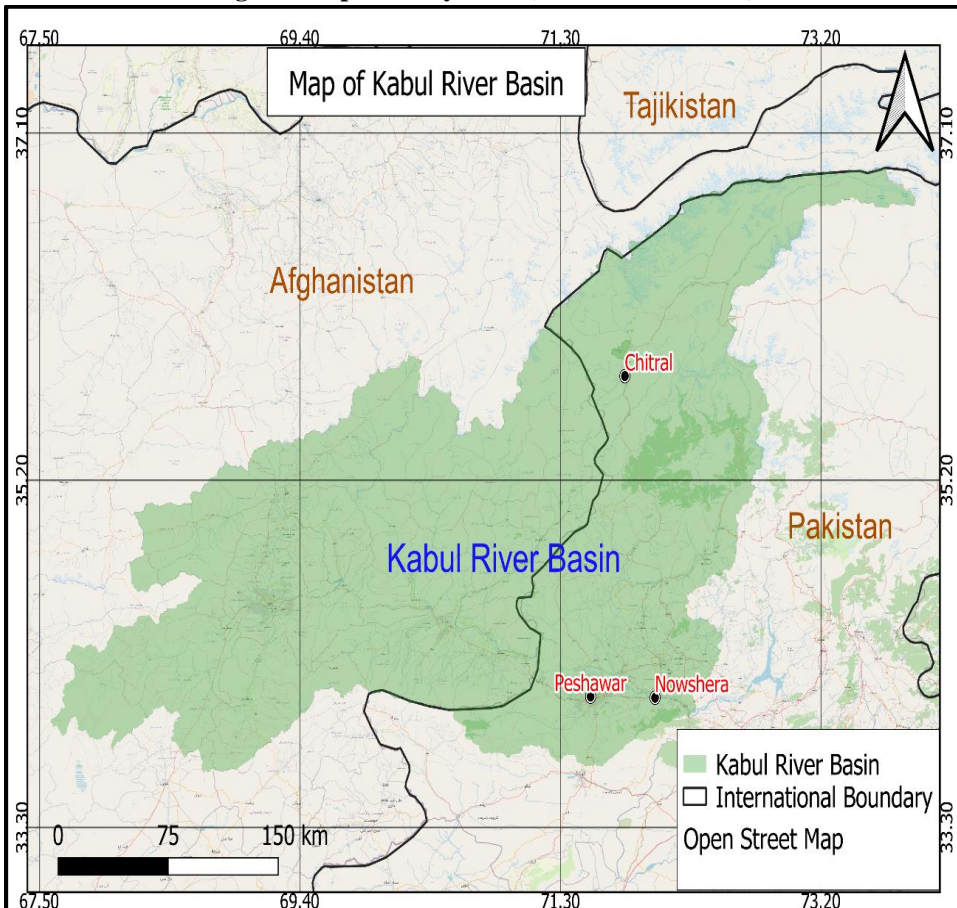 67.50 69.40 71.30 73.20
Map of Kabul River Basin
Tajikistan
37.10 37.10
Afghanistan
Chitral
35.20 35.20
Pakistan
Kabul River Basin
Peshawar Nowshera
Kabul River Basin
International Boundary
Open Street Map
33.30 33.30
0 75 150 km
67.50 69.40 71.30 73.20